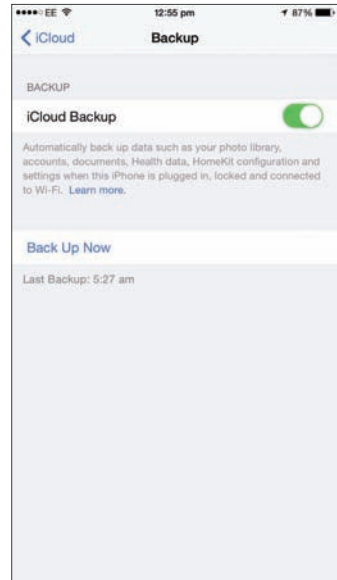 EE 12:55 pm 87%
iCloud Backup
BACKUP
iCloud Backup
Automatically back up data such as your photo library,
accounts, documents, Health data, HomeKit configuration and
settings when this iPhone is plugged in, locked and connected
to Wi-Fi. Learn more.
Back Up Now
Last Backup: 5:27 am